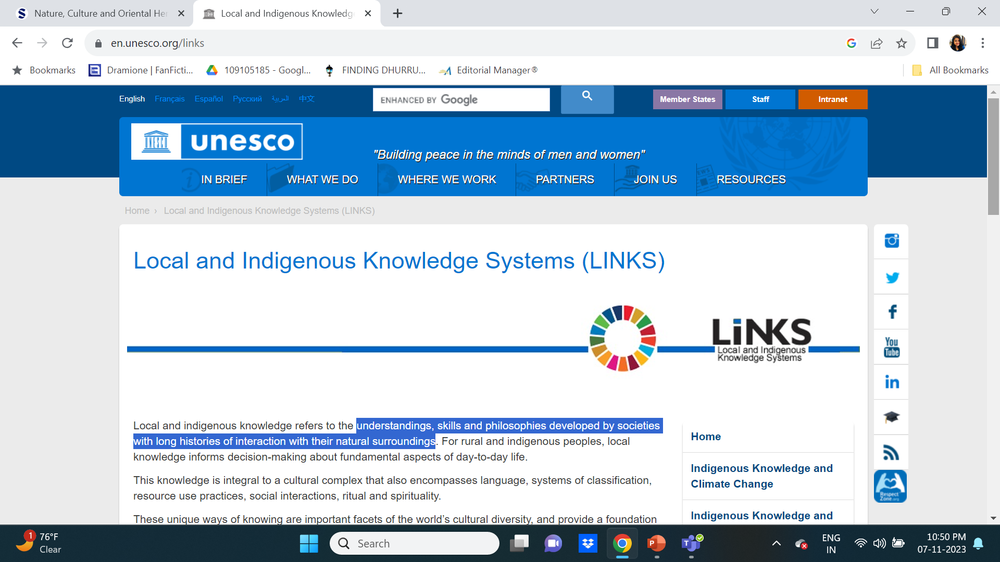 Nature, Culture and Oriental Her
Local and Indigenous Knowledg
en.unesco.org/links
Bookmarks
Dramione | FanFicti...
109105185 - Googl...
FINDING DHURRU...
Editorial Manager®
All Bookmarks
English Français Español Русский العربية 中文
ENHANCED BY Google
Member States
Staff
Intranet
unesco
"Building peace in the minds of men and women"
IN BRIEF
WHAT WE DO
WHERE WE WORK
PARTNERS
JOIN US
NEWS
RESOURCES
Home › Local and Indigenous Knowledge Systems (LINKS)
Local and Indigenous Knowledge Systems (LINKS)
LiNKS
Local and Indigenous
Knowledge Systems
You
Tube
in
Respect
Zone.org
Local and indigenous knowledge refers to the understandings, skills and philosophies developed by societies
with long histories of interaction with their natural surroundings. For rural and indigenous peoples, local
knowledge informs decision-making about fundamental aspects of day-to-day life.
This knowledge is integral to a cultural complex that also encompasses language, systems of classification,
resource use practices, social interactions, ritual and spirituality.
These unique ways of knowing are important facets of the world’s cultural diversity, and provide a foundation
Home
Indigenous Knowledge and
Climate Change
Indigenous Knowledge and
1
76°F
Clear
Search
ENG
IN
10:50 PM
07-11-2023